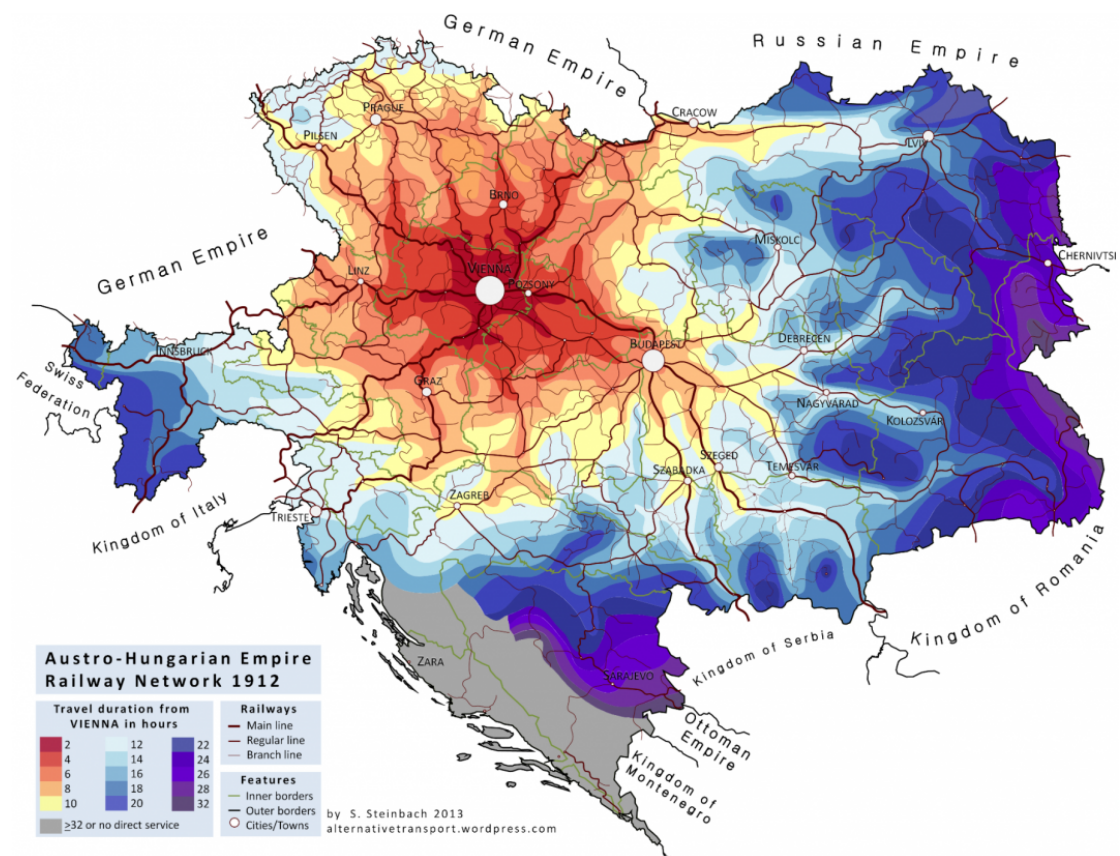 German Empire
Russian Empire
CRACOW
PRAGUE
PILSEN
LVIV
BRNO
MISKOLC
German Empire
CHERNIVTSI
VIENNA
LINZ
POZSONY
BUDAPEST
DEBRECEN
INNSBRUCK
Swiss
Federation
GRAZ
NAGYVÁRAD
KOLOZSVÁR
SZEGED
SZABADKA
TEMESVÁR
ZAGREB
Kingdom of Italy
TRIESTE
Kingdom of Romania
Kingdom of Serbia
ZARA
SARAJEVO
Ottoman
Empire
Kingdom of
Montenegro
Austro-Hungarian Empire
Railway Network 1912
Travel duration from
VIENNA in hours
2 12 22
4 14 24
6 16 26
8 18 28
10 20 32
≥32 or no direct service
Railways
Main line
Regular line
Branch line
Features
Inner borders
Outer borders
Cities/Towns
by S. Steinbach 2013
alternativetransport.wordpress.com